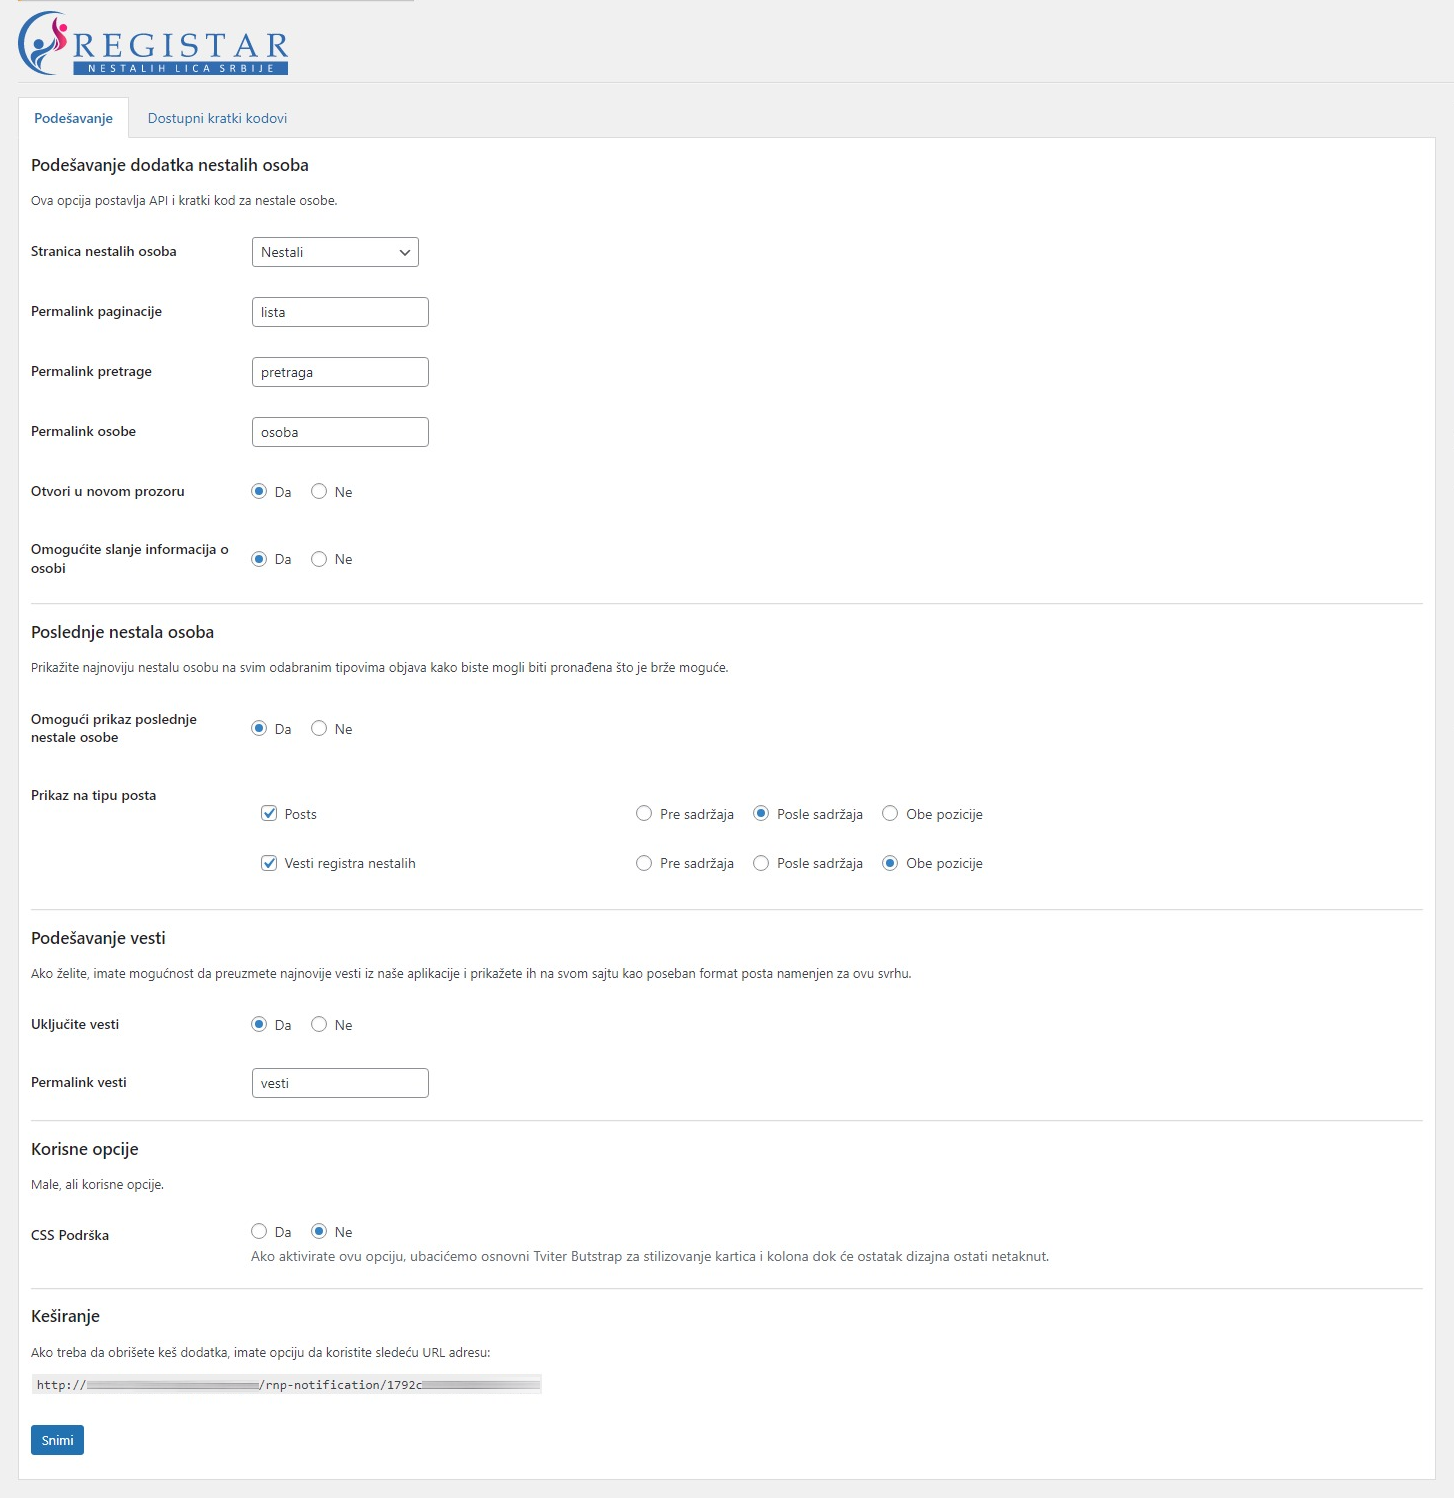 REGISTAR
NESTALIH LICA SRBIJE
Podešavanje
Dostupni kratki kodovi
Podešavanje dodatka nestalih osoba
Ova opcija postavlja API i kratki kod za nestale osobe.
Stranica nestalih osoba
Nestali
Permalink paginacije
lista
Permalink pretrage
pretraga
Permalink osobe
osoba
Otvori u novom prozoru
Da Ne
Omogućite slanje informacija o
osobi
Da Ne
Poslednje nestala osoba
Prikažite najnoviju nestalu osobu na svim odabranim tipovima objava kako biste mogli biti pronađena što je brže moguće.
Omogući prikaz poslednje
nestale osobe
Da Ne
Prikaz na tipu posta
Posts Pre sadržaja Posle sadržaja Obe pozicije
Vesti registra nestalih Pre sadržaja Posle sadržaja Obe pozicije
Podešavanje vesti
Ako želite, imate mogućnost da preuzmete najnovije vesti iz naše aplikacije i prikažete ih na svom sajtu kao poseban format posta namenjen za ovu svrhu.
Uključite vesti
Da Ne
Permalink vesti
vesti
Korisne opcije
Male, ali korisne opcije.
CSS Podrška
Da Ne
Ako aktivirate ovu opciju, ubacićemo osnovni Tviter Butstrap za stilizovanje kartica i kolona dok će ostatak dizajna ostati netaknut.
Keširanje
Ako treba da obrišete keš dodatka, imate opciju da koristite sledeću URL adresu:
http:// /rnp-notification/1792c
Snimi